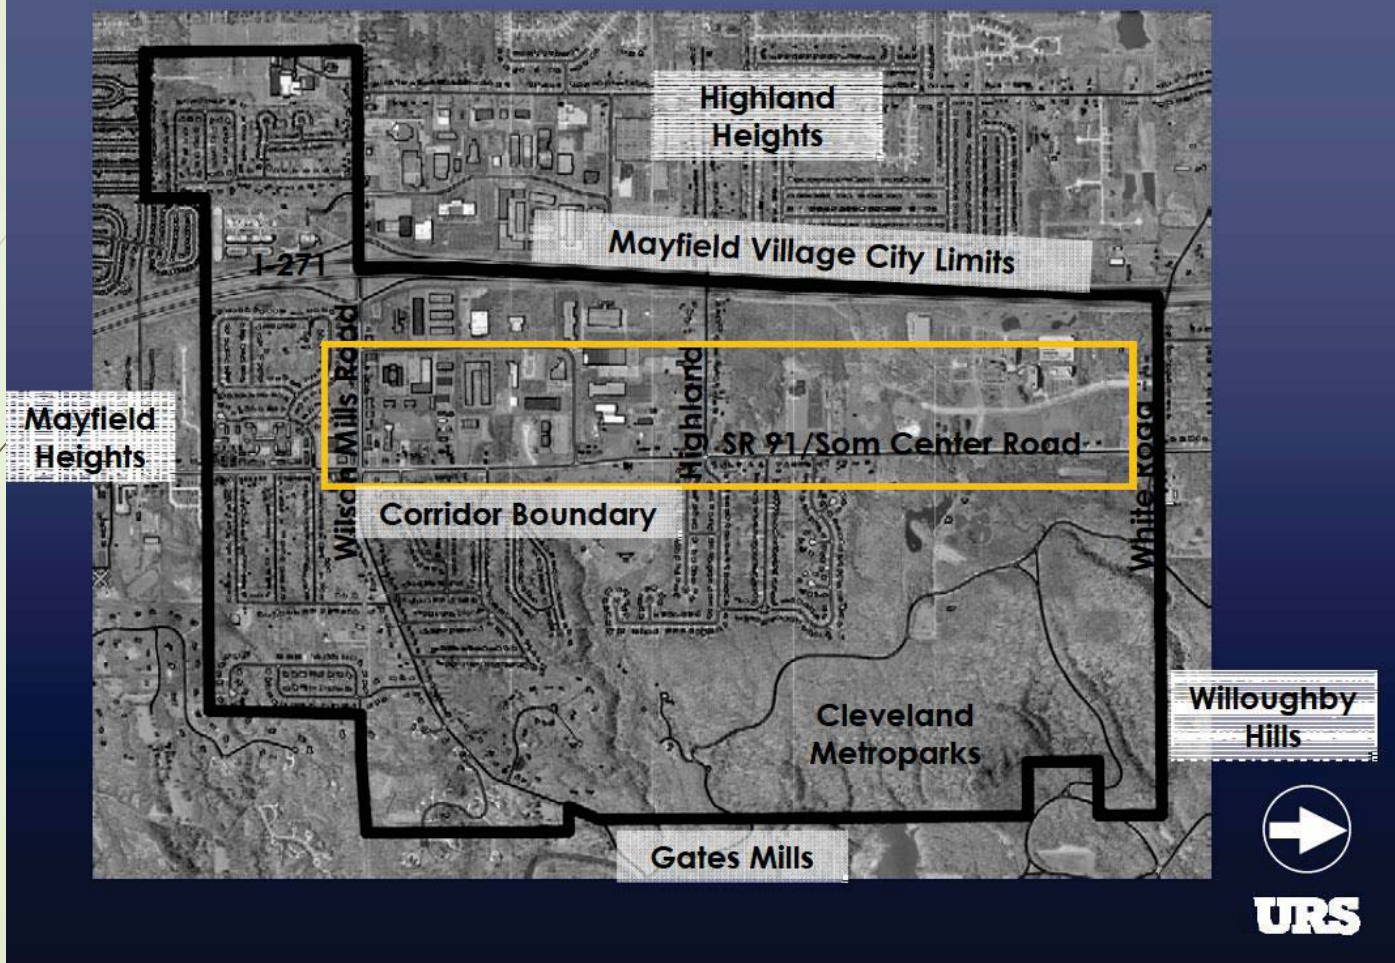 Highland
Heights
Mayfield Village City Limits
I-271
Wilson Mills Road
Highland
Mayfield
Heights
SR 91/Som Center Road
White Road
Corridor Boundary
Cleveland
Metroparks
Willoughby
Hills
Gates Mills
URS